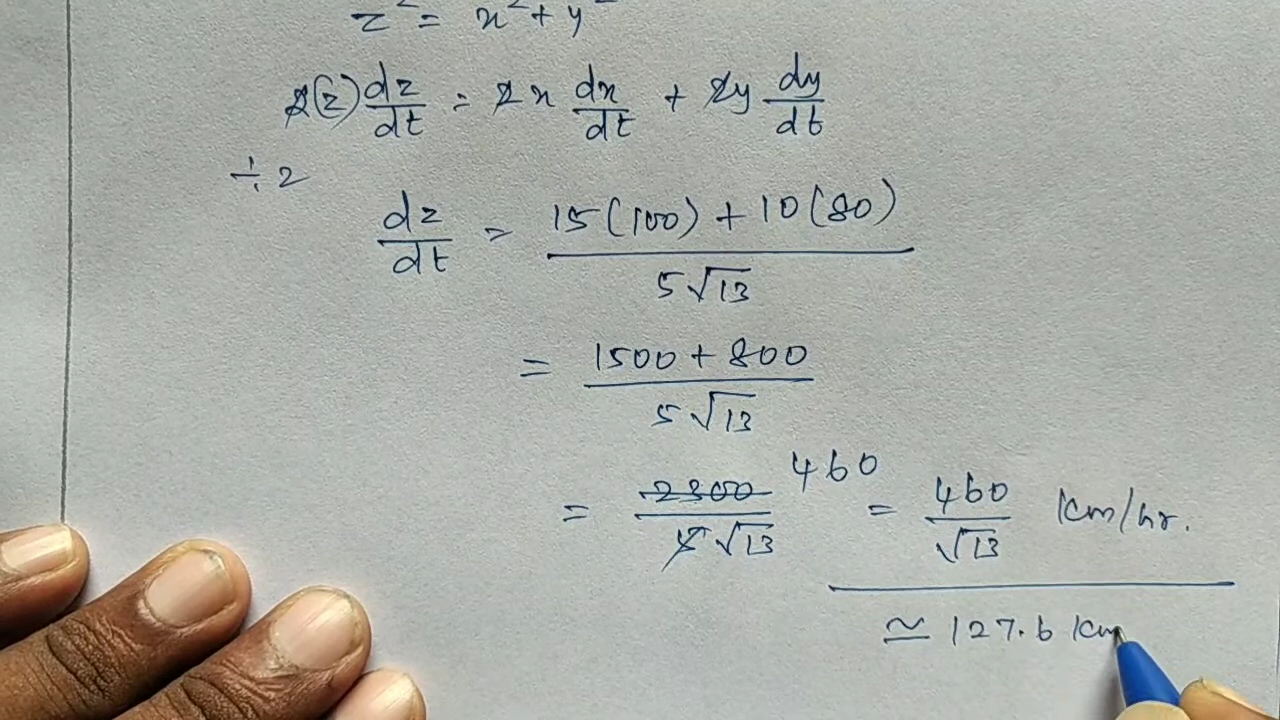 z² = x² + y²
2(z) dz/dt = 2x dx/dt + 2y dy/dt
÷2
dz/dt = 15(100) + 10(80) / 5√13
= 1500 + 800 / 5√13
= 2300 / 5√13 460 = 460/√13 km/hr.
≃ 127.6 km